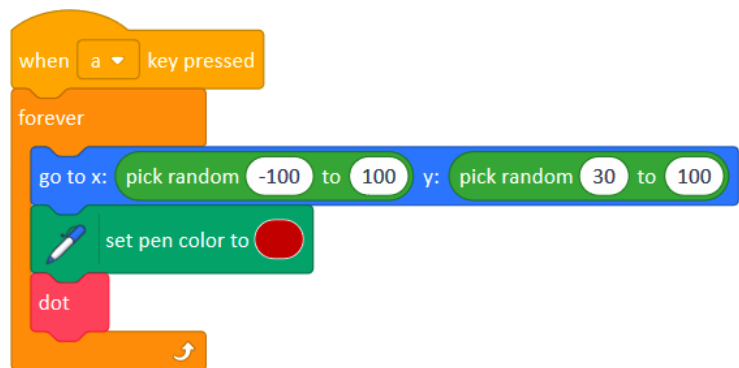 when a key pressed
forever
go to x: pick random -100 to 100 y: pick random 30 to 100
set pen color to
dot